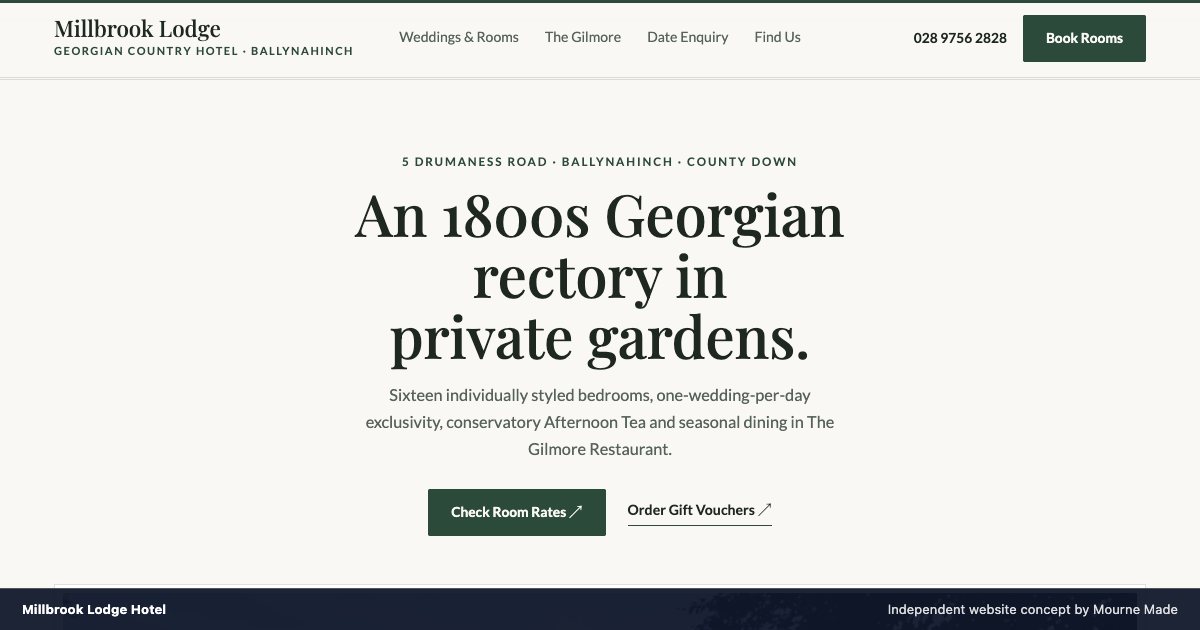 Millbrook Lodge
GEORGIAN COUNTRY HOTEL · BALLYNAHINCH
Weddings & Rooms
The Gilmore
Date Enquiry
Find Us
028 9756 2828
Book Rooms
5 DRUMANESS ROAD · BALLYNAHINCH · COUNTY DOWN
An 1800s Georgian
rectory in
private gardens.
Sixteen individually styled bedrooms, one-wedding-per-day
exclusivity, conservatory Afternoon Tea and seasonal dining in The
Gilmore Restaurant.
Check Room Rates ↗
Order Gift Vouchers ↗
Millbrook Lodge Hotel
Independent website concept by Mourne Made